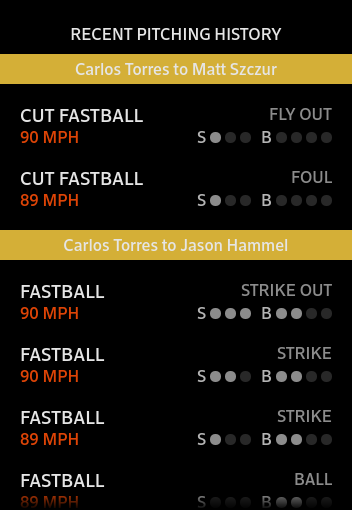 RECENT PITCHING HISTORY
Carlos Torres to Matt Szczur
CUT FASTBALL FLY OUT
90 MPH S B
CUT FASTBALL FOUL
89 MPH S B
Carlos Torres to Jason Hammel
FASTBALL STRIKE OUT
90 MPH S B
FASTBALL STRIKE
90 MPH S B
FASTBALL STRIKE
89 MPH S B
FASTBALL BALL
89 MPH S B